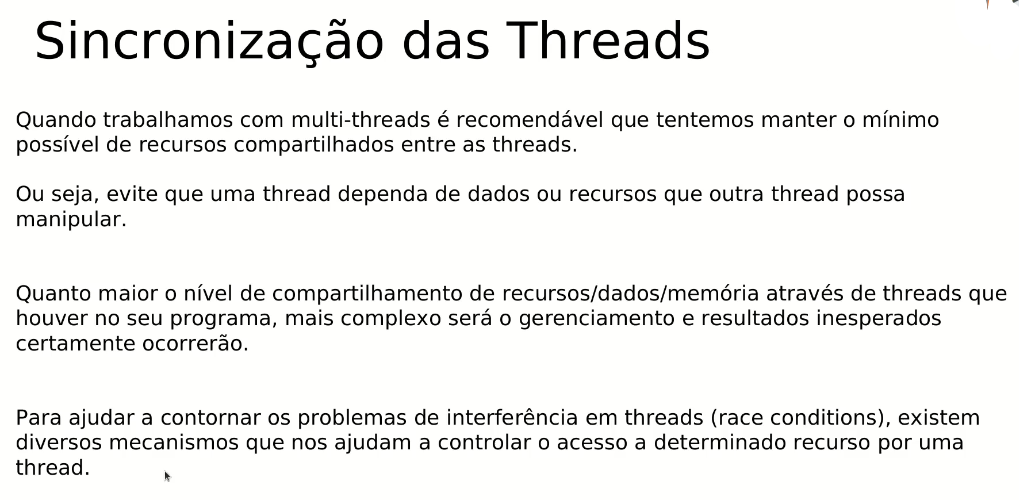 Sincronização das Threads
Quando trabalhamos com multi-threads é recomendável que tentemos manter o mínimo
possível de recursos compartilhados entre as threads.
Ou seja, evite que uma thread dependa de dados ou recursos que outra thread possa
manipular.
Quanto maior o nível de compartilhamento de recursos/dados/memória através de threads que
houver no seu programa, mais complexo será o gerenciamento e resultados inesperados
certamente ocorrerão.
Para ajudar a contornar os problemas de interferência em threads (race conditions), existem
diversos mecanismos que nos ajudam a controlar o acesso a determinado recurso por uma
thread.